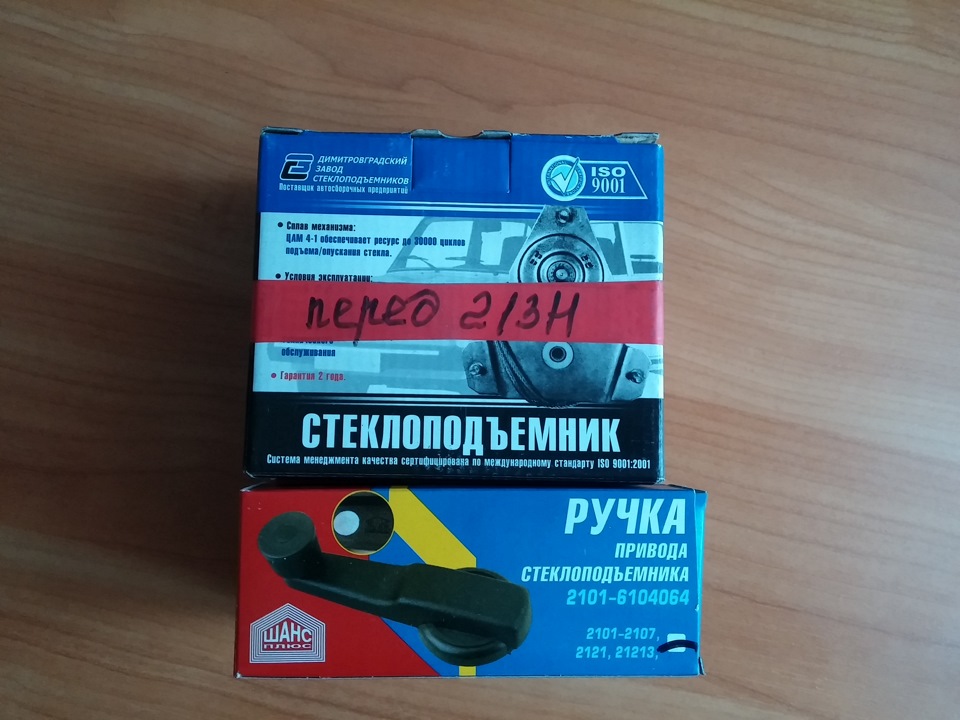 ДИМИТРОВГРАДСКИЙ
ЗАВОД
СТЕКЛОПОДЪЕМНИКОВ
Поставщик автосборочных предприятий
ISO
9001
• Сплав механизма:
ЦАМ 4-1 обеспечивает ресурс до 30000 циклов
подъема/опускания стекла.
• Условия эксплуатации:
перед 213Н
обслуживания
• Гарантия 2 года.
СТЕКЛОПОДЪЕМНИК
Система менеджмента качества сертифицирована по международному стандарту ISO 9001:2001
РУЧКА
ПРИВОДА
СТЕКЛОПОДЪЕМНИКА
2101-6104064
2101-2107,
2121, 21213,
ШАНС
ПЛЮС